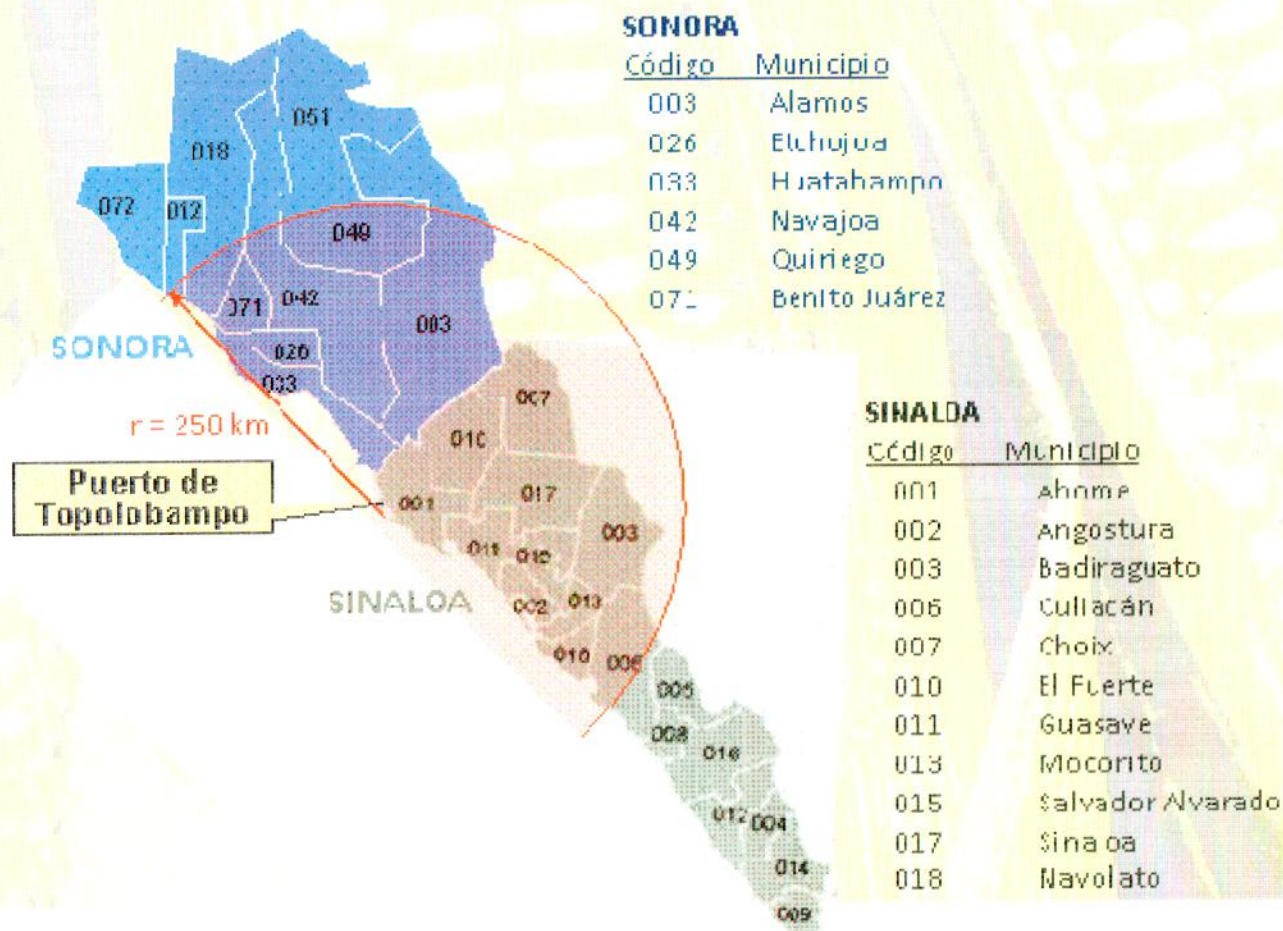 SONORA
Código Municipio
003 Alamos
026 Etchojoa
033 Huatabampo
042 Navajoa
049 Quiriego
071 Benito Juárez
051
018
072
012
049
071
042
003
026
033
SONORA
r = 250 km
Puerto de
Topolobampo
007
010
001
017
003
011
SINALOA
002
013
010
006
005
008
016
012
004
014
009
SINALOA
Código Municipio
001 Ahome
002 Angostura
003 Badiraguato
006 Culiacán
007 Choix
010 El Fuerte
011 Guasave
013 Mocorito
015 Salvador Alvarado
017 Sinaloa
018 Navolato